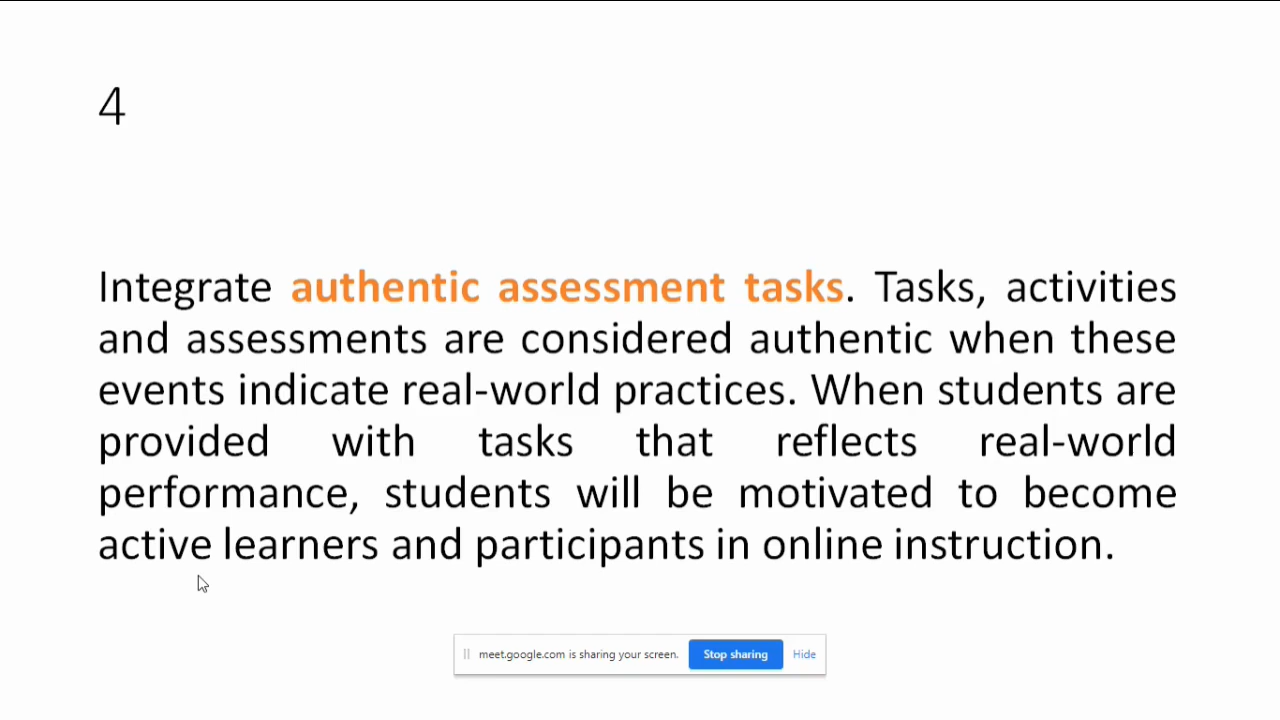 4
Integrate authentic assessment tasks. Tasks, activities
and assessments are considered authentic when these
events indicate real-world practices. When students are
provided with tasks that reflects real-world
performance, students will be motivated to become
active learners and participants in online instruction.
meet.google.com is sharing your screen. Stop sharing Hide